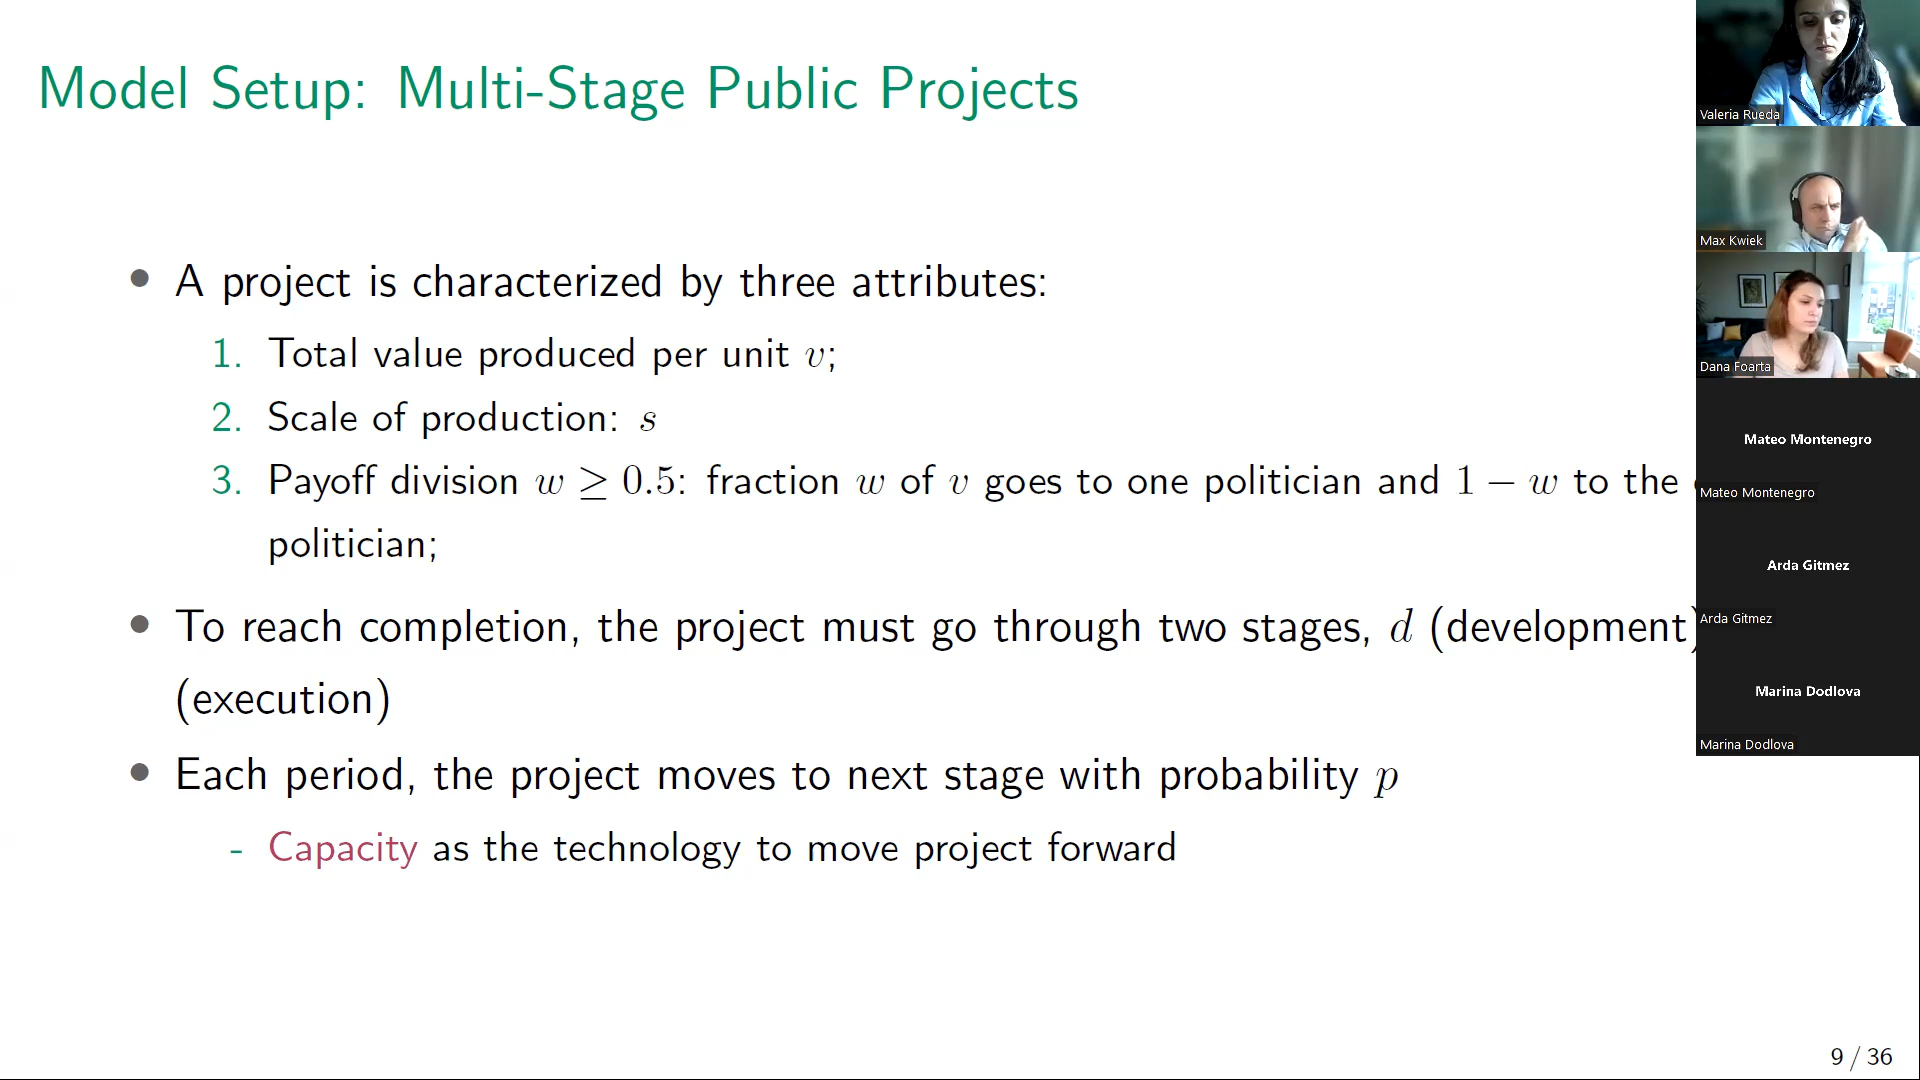 Model Setup: Multi-Stage Public Projects
• A project is characterized by three attributes:
1. Total value produced per unit v;
2. Scale of production: s
3. Payoff division w ≥ 0.5: fraction w of v goes to one politician and 1 − w to the
politician;
• To reach completion, the project must go through two stages, d (development)
(execution)
• Each period, the project moves to next stage with probability p
- Capacity as the technology to move project forward
9 / 36
Valeria Rueda
Max Kwiek
Dana Foarta
Mateo Montenegro
Mateo Montenegro
Arda Gitmez
Arda Gitmez
Marina Dodlova
Marina Dodlova